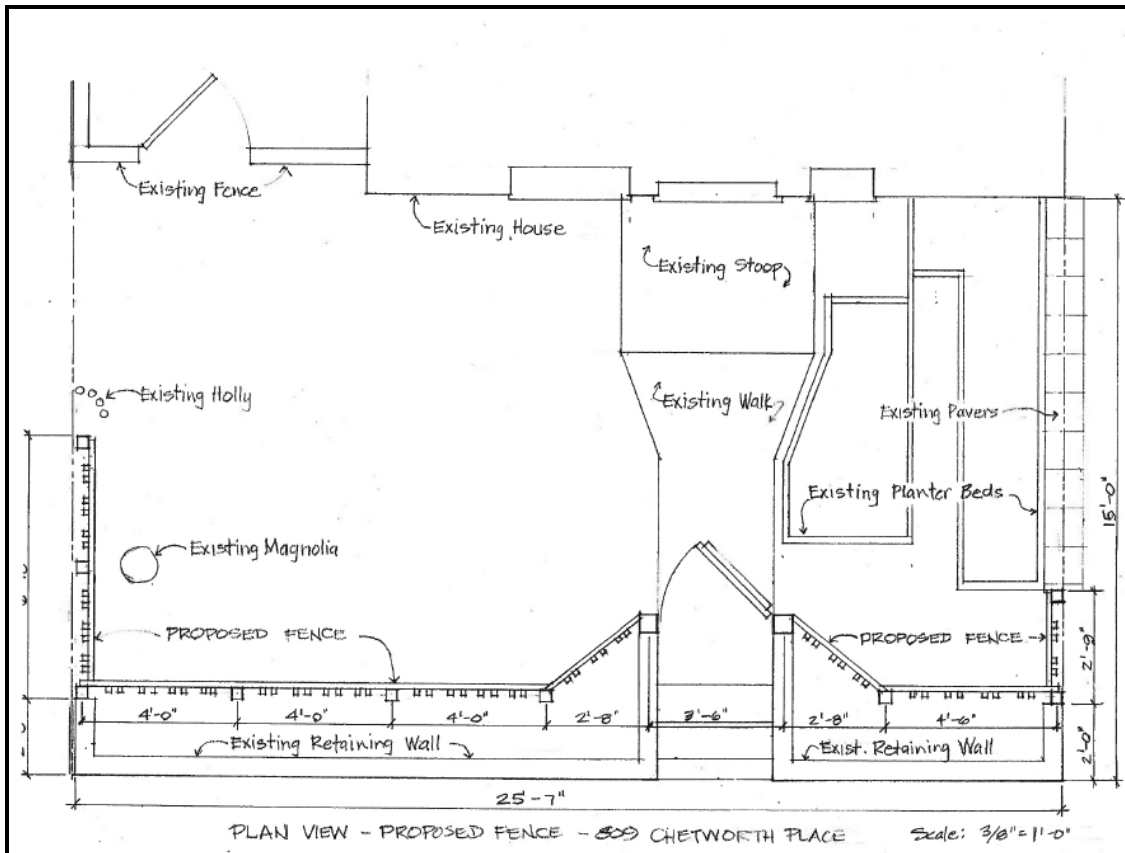 Existing Fence
Existing House
Existing Stoop
Existing Holly
Existing Walk
Existing Pavers
Existing Planter Beds
15'-0"
Existing Magnolia
PROPOSED FENCE
PROPOSED FENCE
2'-9"
4'-0"
4'-0"
4'-0"
2'-8"
3'-6"
2'-8"
4'-6"
Existing Retaining Wall
Exist. Retaining Wall
2'-0"
25'-7"
PLAN VIEW - PROPOSED FENCE - 809 CHETWORTH PLACE
Scale: 3/8"=1'-0"